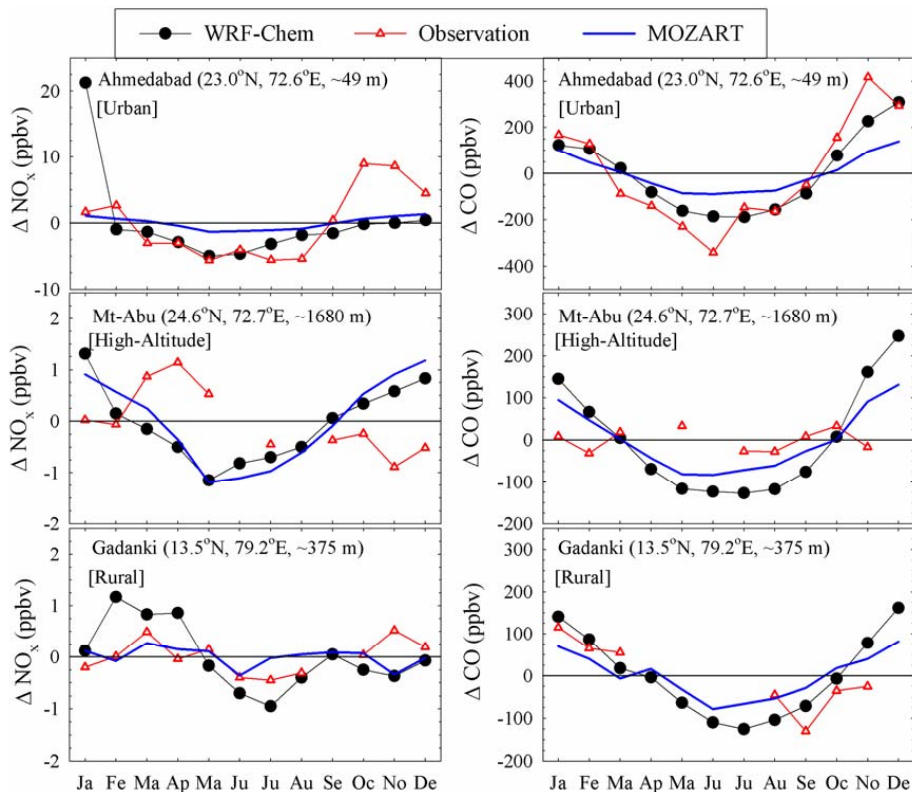 WRF-Chem Observation MOZART
Ahmedabad (23.0°N, 72.6°E, ~49 m)
[Urban]
20
10
0
-10
Δ NOx (ppbv)
Ahmedabad (23.0°N, 72.6°E, ~49 m)
[Urban]
400
200
0
-200
-400
Δ CO (ppbv)
Mt-Abu (24.6°N, 72.7°E, ~1680 m)
[High-Altitude]
2
1
0
-1
-2
Δ NOx (ppbv)
Mt-Abu (24.6°N, 72.7°E, ~1680 m)
[High-Altitude]
300
200
100
0
-100
-200
Δ CO (ppbv)
Gadanki (13.5°N, 79.2°E, ~375 m)
[Rural]
2
1
0
-1
-2
Δ NOx (ppbv)
Ja Fe Ma Ap Ma Ju Ju Au Se Oc No De
Gadanki (13.5°N, 79.2°E, ~375 m)
[Rural]
300
200
100
0
-100
-200
Δ CO (ppbv)
Ja Fe Ma Ap Ma Ju Ju Au Se Oc No De